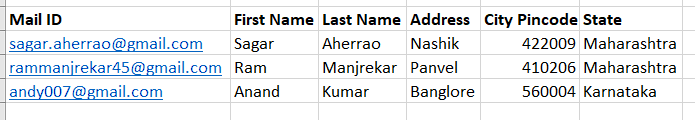 Mail ID First Name Last Name Address City Pincode State
sagar.aherrao@gmail.com Sagar Aherrao Nashik 422009 Maharashtra
rammanjrekar45@gmail.com Ram Manjrekar Panvel 410206 Maharashtra
andy007@gmail.com Anand Kumar Banglore 560004 Karnataka